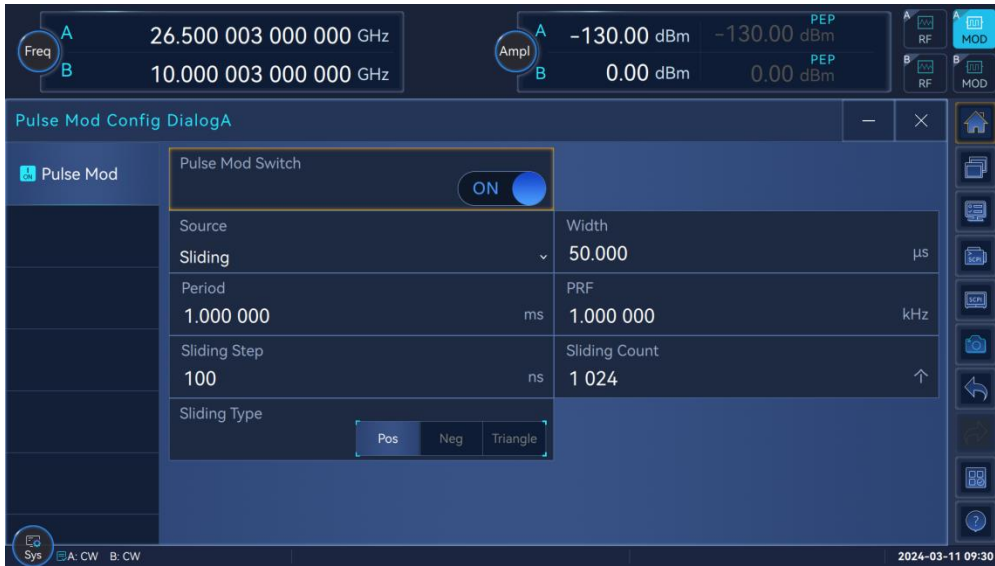 Freq
A 26.500 003 000 000 GHz
B 10.000 003 000 000 GHz
Ampl
A -130.00 dBm PEP -130.00 dBm
B 0.00 dBm PEP 0.00 dBm
A RF
A MOD
B RF
B MOD
Pulse Mod Config DialogA
I ON Pulse Mod
Pulse Mod Switch
ON
Source
Sliding
Width
50.000 µs
Period
1.000 000 ms
PRF
1.000 000 kHz
Sliding Step
100 ns
Sliding Count
1 024
Sliding Type
Pos Neg Triangle
SCPI
SCPI
Sys
A: CW B: CW
2024-03-11 09:30